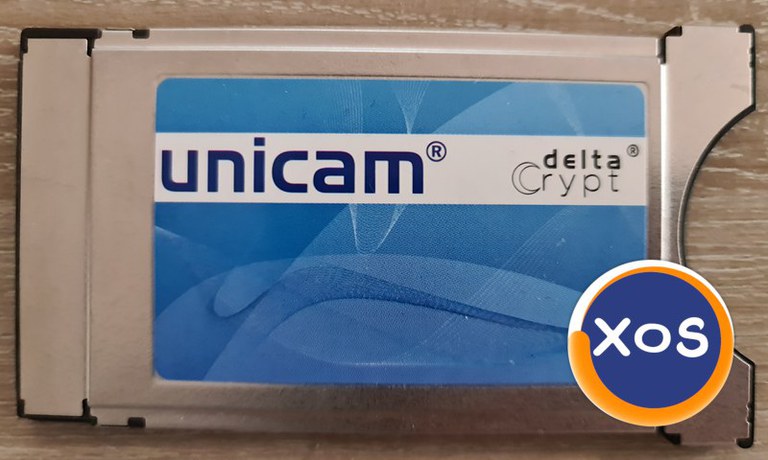 unicam®
delta®
Crypt
XOS